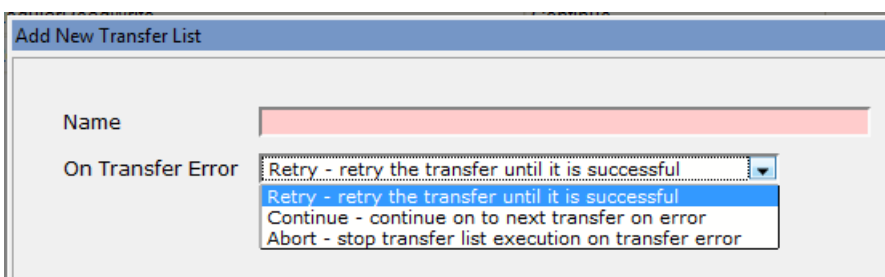 Add New Transfer List
Name
On Transfer Error Retry - retry the transfer until it is successful
Retry - retry the transfer until it is successful
Continue - continue on to next transfer on error
Abort - stop transfer list execution on transfer error